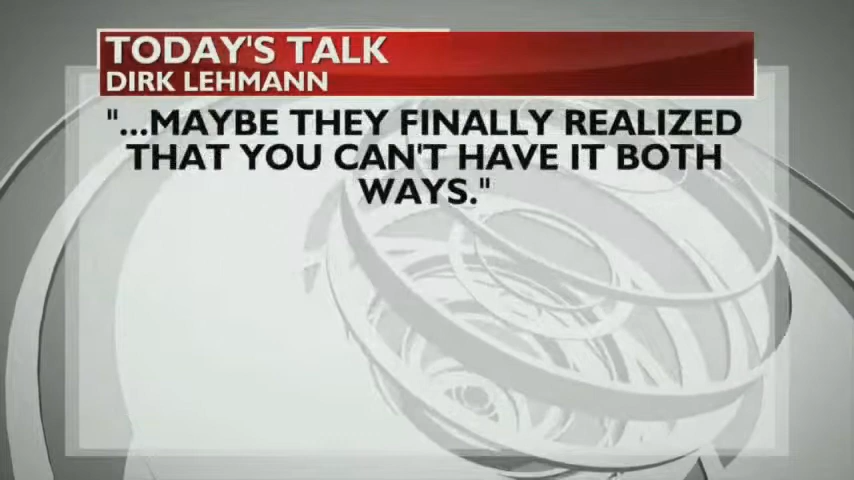 TODAY'S TALK
DIRK LEHMANN
"...MAYBE THEY FINALLY REALIZED
THAT YOU CAN'T HAVE IT BOTH
WAYS."